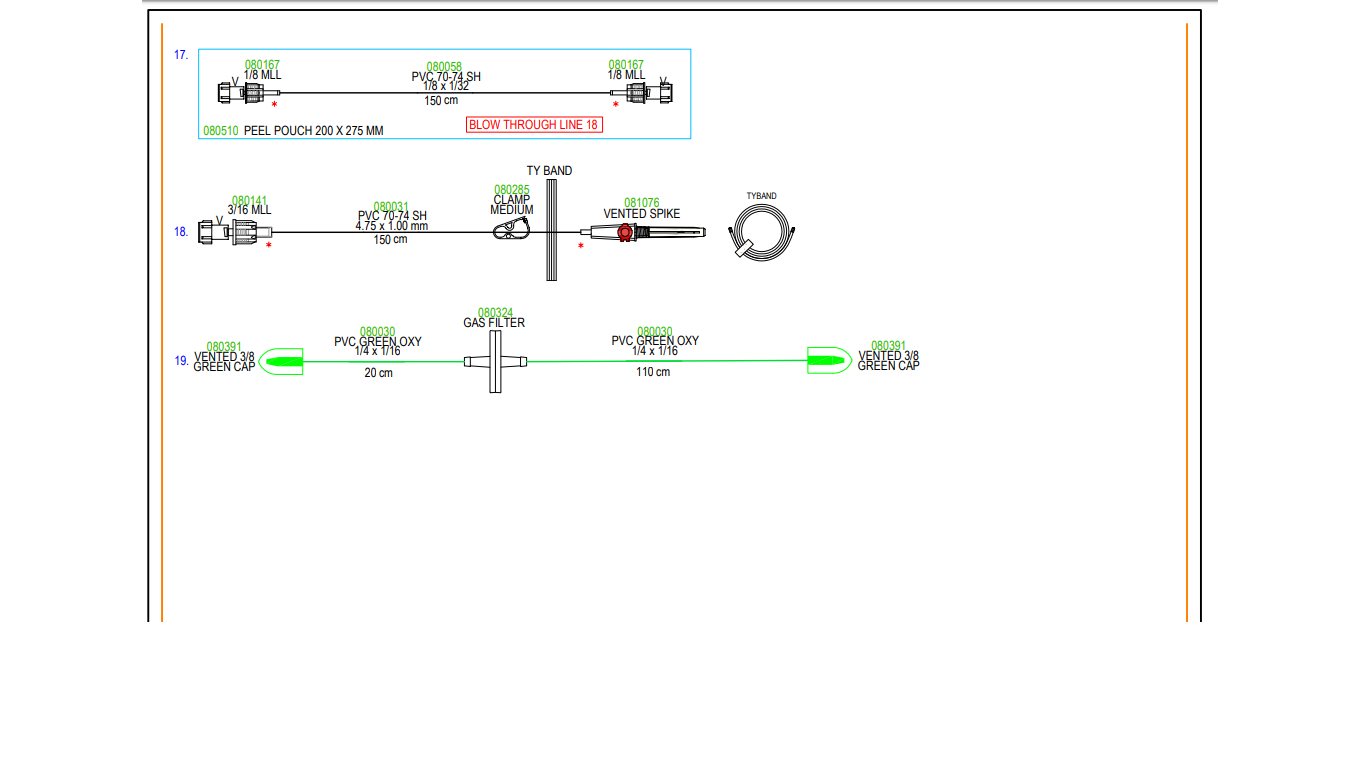 17.
080167
1/8 MLL
V
080058
PVC 70-74 SH
1/8 x 1/32
150 cm
080167
1/8 MLL
V
*
*
080510 PEEL POUCH 200 X 275 MM
BLOW THROUGH LINE 18
TY BAND
18.
080141
3/16 MLL
V
*
080031
PVC 70-74 SH
4.75 x 1.00 mm
150 cm
080285
CLAMP
MEDIUM
081076
VENTED SPIKE
*
TYBAND
19.
080391
VENTED 3/8
GREEN CAP
080030
PVC GREEN OXY
1/4 x 1/16
20 cm
080324
GAS FILTER
080030
PVC GREEN OXY
1/4 x 1/16
110 cm
080391
VENTED 3/8
GREEN CAP